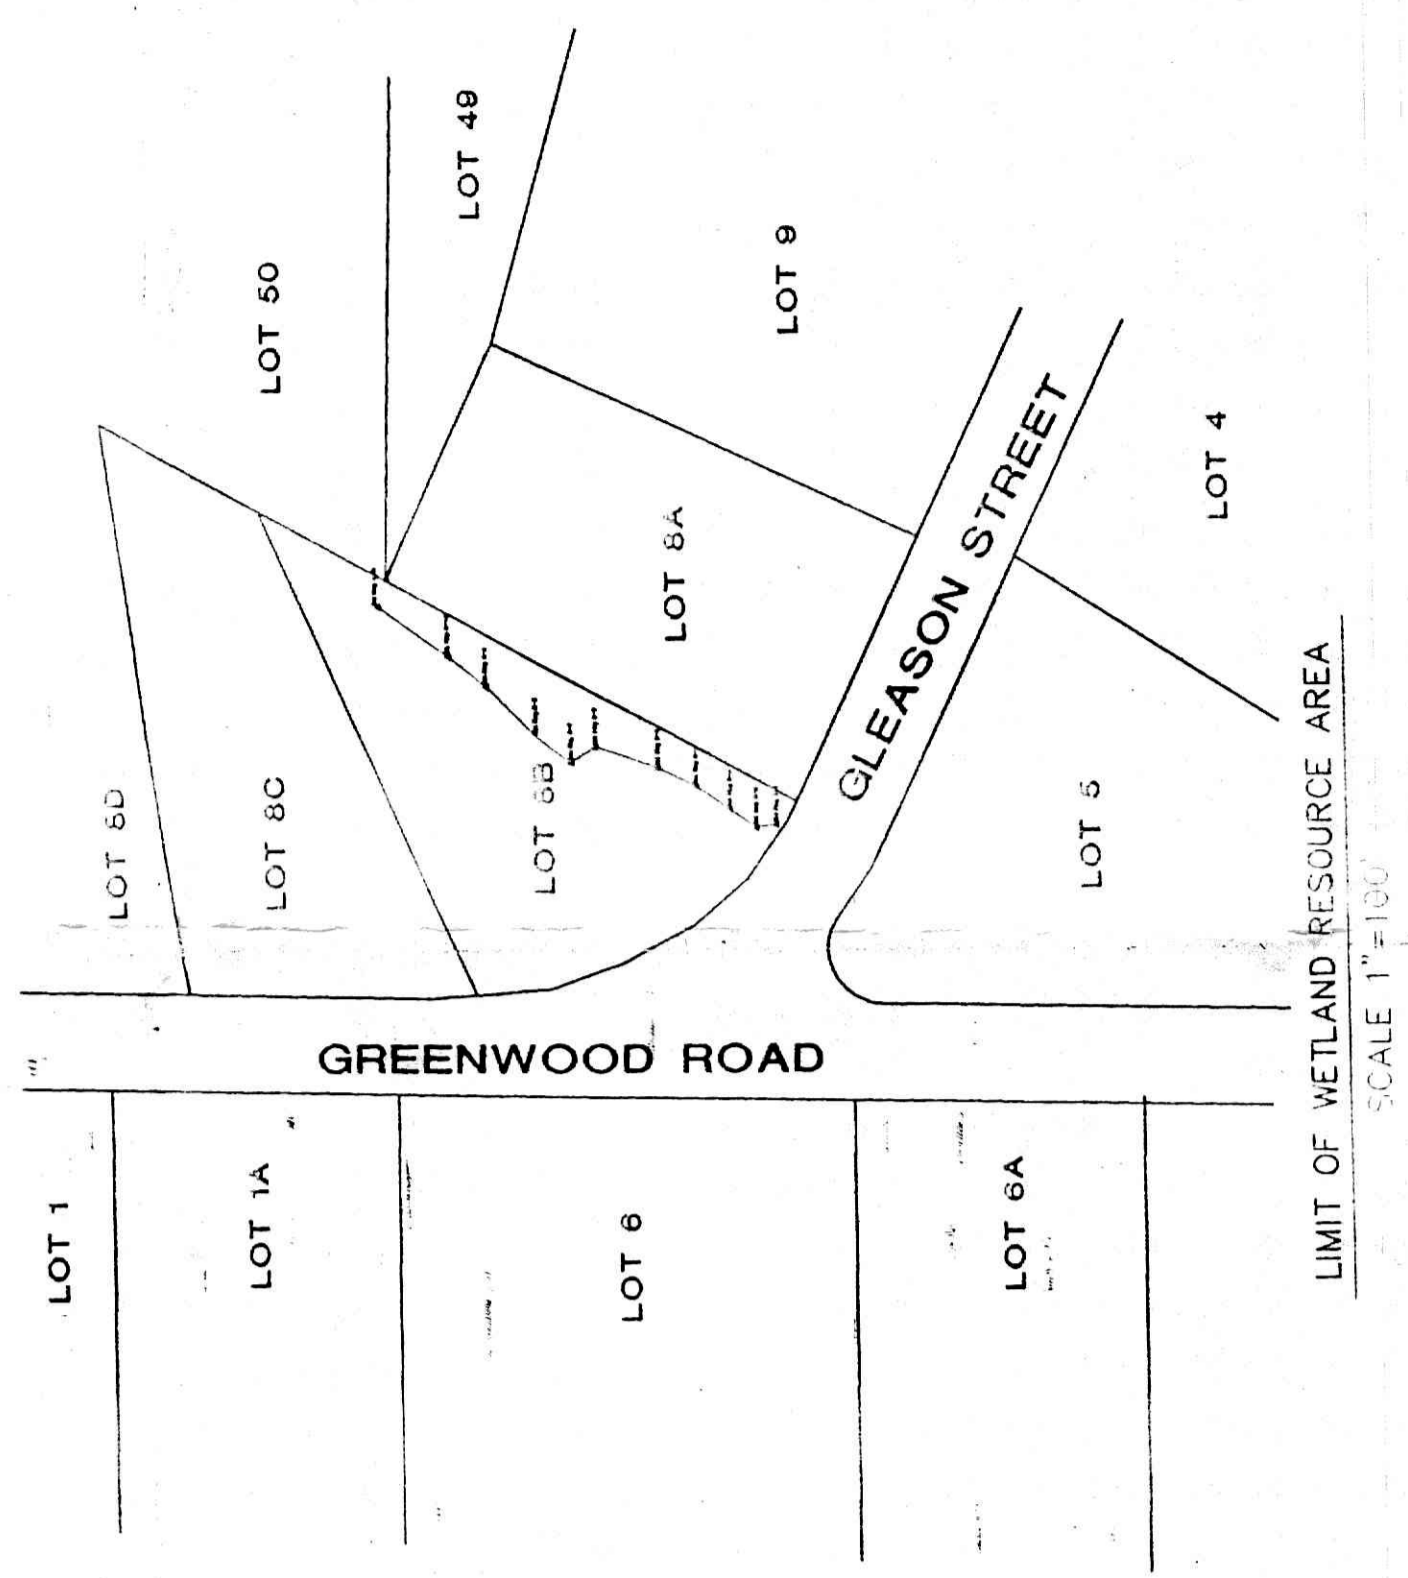 LOT 50
LOT 49
LOT 9
LOT 4
LOT 8A
LOT 8D
LOT 8C
LOT 8B
LOT 5
GLEASON STREET
GREENWOOD ROAD
LOT 1
LOT 1A
LOT 6
LOT 6A
LIMIT OF WETLAND RESOURCE AREA
SCALE 1"=100'